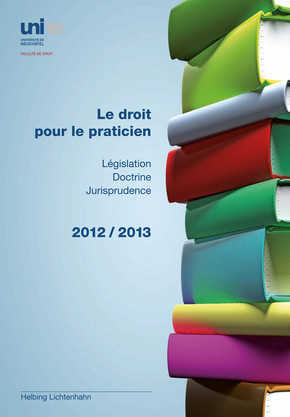 uni
UNIVERSITÉ DE
NEUCHÂTEL
FACULTÉ DE DROIT
Le droit
pour le praticien
Législation
Doctrine
Jurisprudence
2012 / 2013
Helbing Lichtenhahn